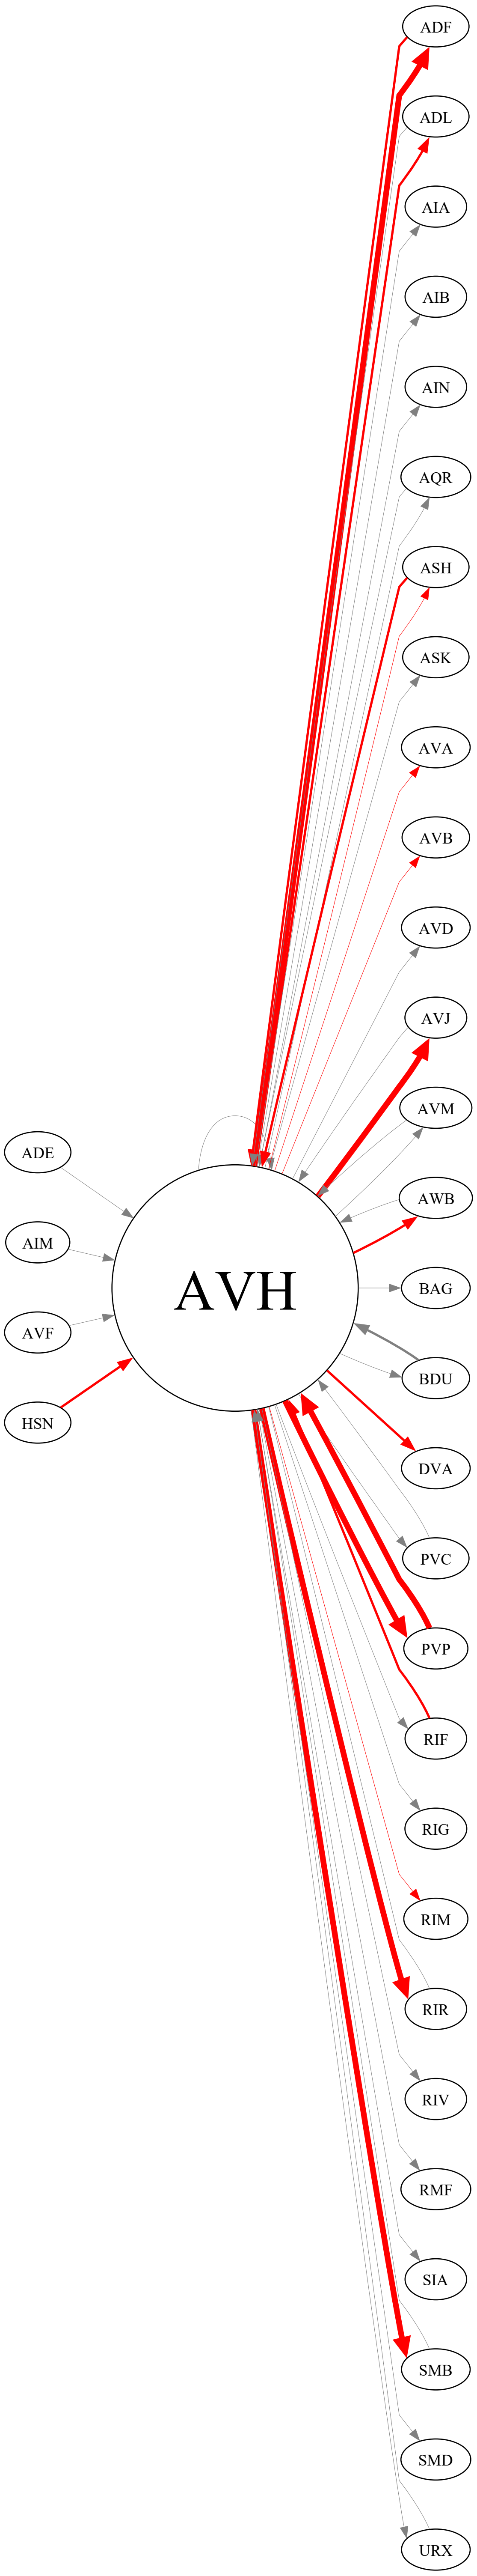 ADF
ADL
AIA
AIB
AIN
AQR
ASH
ASK
AVA
AVB
AVD
AVJ
AVM
ADE
AWB
AIM
AVH
BAG
AVF
BDU
HSN
DVA
PVC
PVP
RIF
RIG
RIM
RIR
RIV
RMF
SIA
SMB
SMD
URX